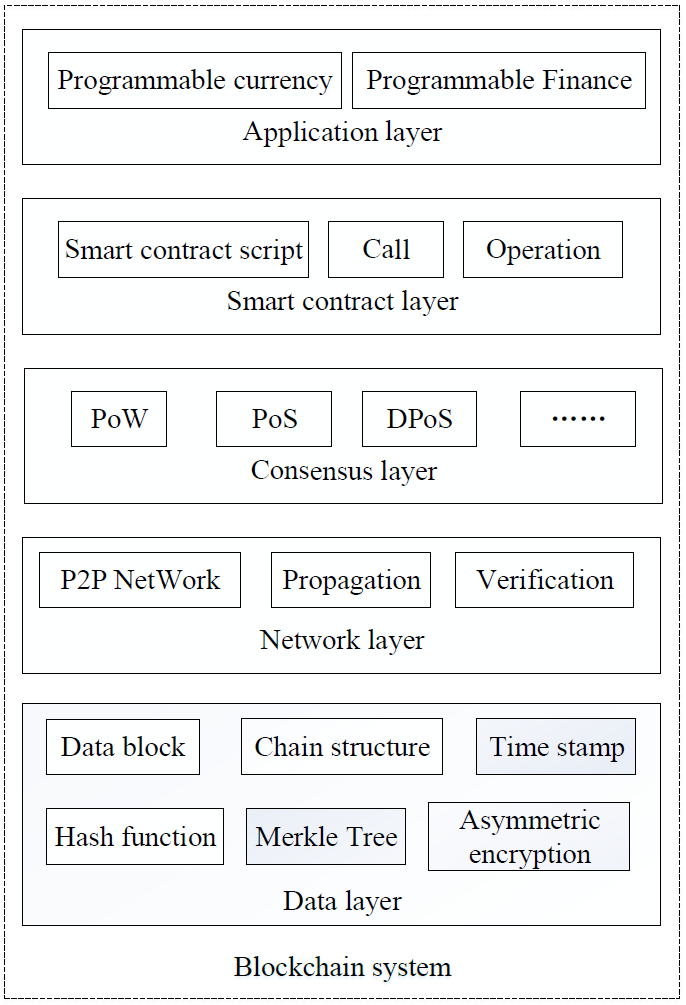 Programmable currency
Programmable Finance
Application layer
Smart contract script
Call
Operation
Smart contract layer
PoW
PoS
DPoS
……
Consensus layer
P2P NetWork
Propagation
Verification
Network layer
Data block
Chain structure
Time stamp
Hash function
Merkle Tree
Asymmetric
encryption
Data layer
Blockchain system